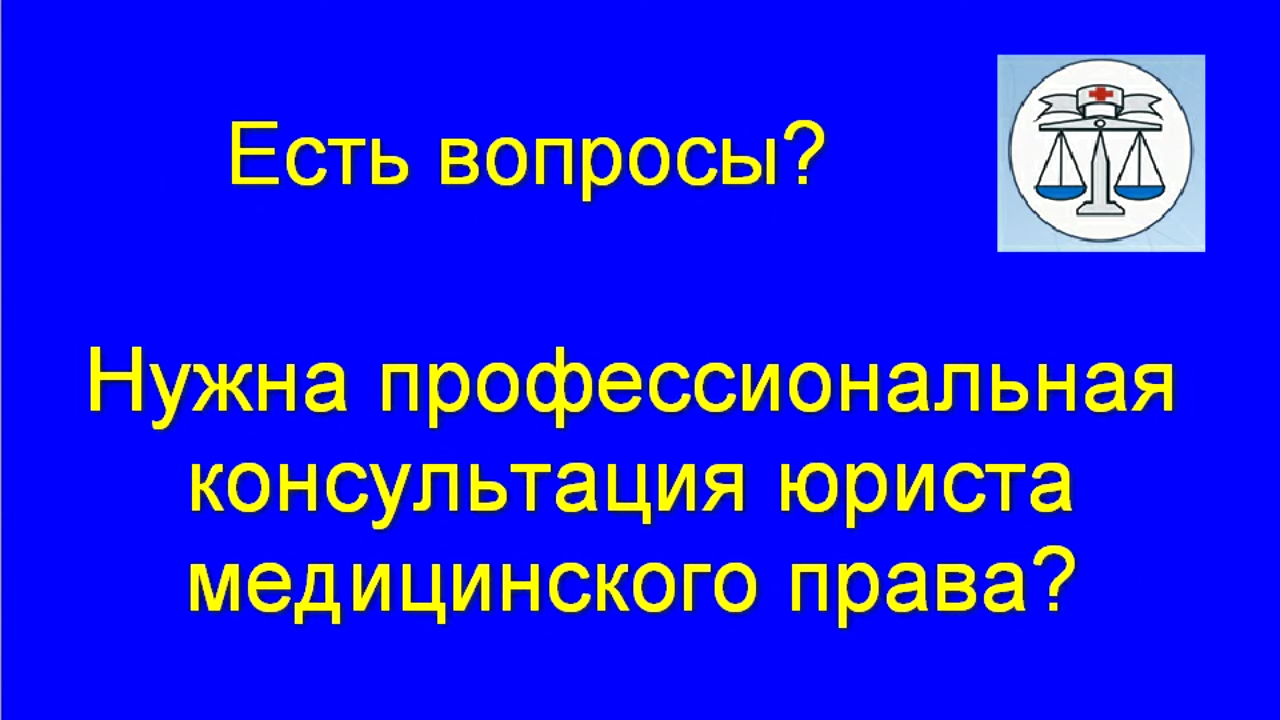 Есть вопросы?
Нужна профессиональная
консультация юриста
медицинского права?